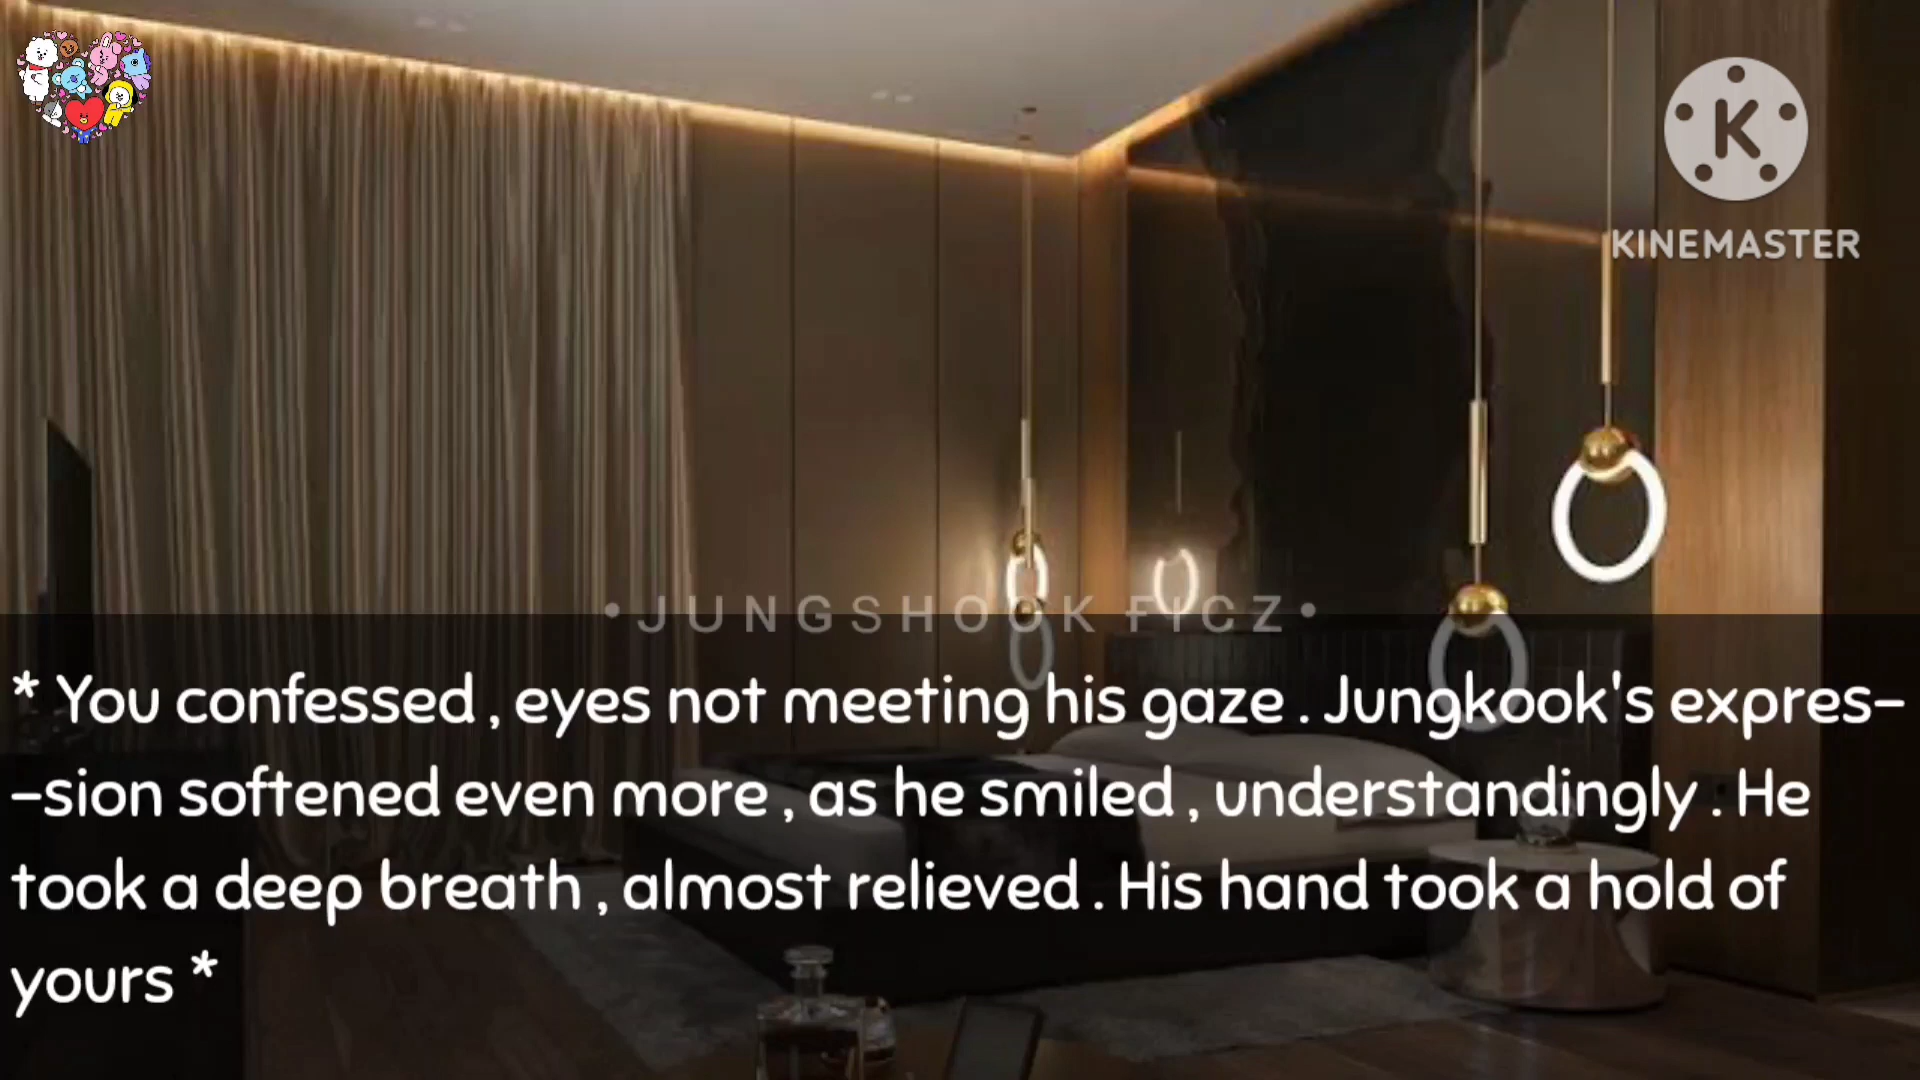 K
KINEMASTER
•JUNGSHOOK FICZ•
* You confessed , eyes not meeting his gaze . Jungkook's expres-
-sion softened even more , as he smiled , understandingly . He
took a deep breath , almost relieved . His hand took a hold of
yours *